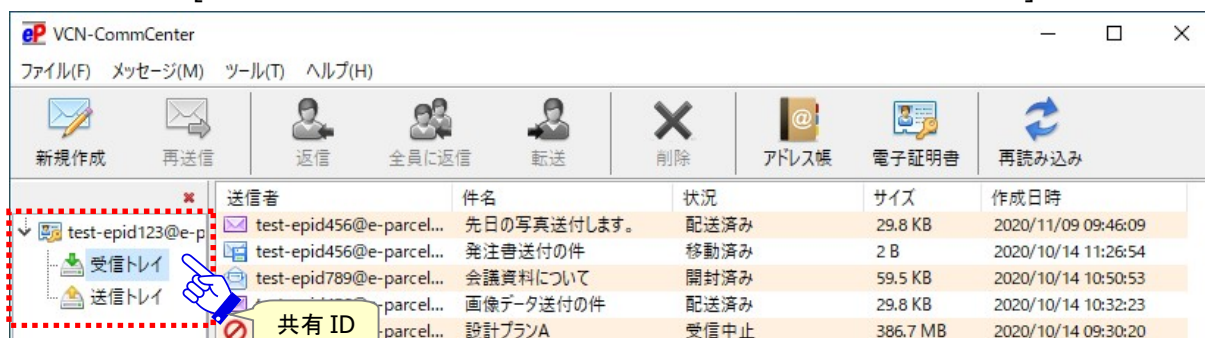 eP VCN-CommCenter
ファイル(F) メッセージ(M) ツール(T) ヘルプ(H)
新規作成 再送信 返信 全員に返信 転送 削除 アドレス帳 電子証明書 再読み込み
送信者 件名 状況 サイズ 作成日時
test-epid123@e-p
受信トレイ
送信トレイ
test-epid456@e-parcel... 先日の写真送付します。 配送済み 29.8 KB 2020/11/09 09:46:09
test-epid456@e-parcel... 発注書送付の件 移動済み 2 B 2020/10/14 11:26:54
test-epid789@e-parcel... 会議資料について 開封済み 59.5 KB 2020/10/14 10:50:53
画像データ送付の件 配送済み 29.8 KB 2020/10/14 10:32:23
-parcel... 設計プランA 受信中止 386.7 MB 2020/10/14 09:30:20
共有 ID